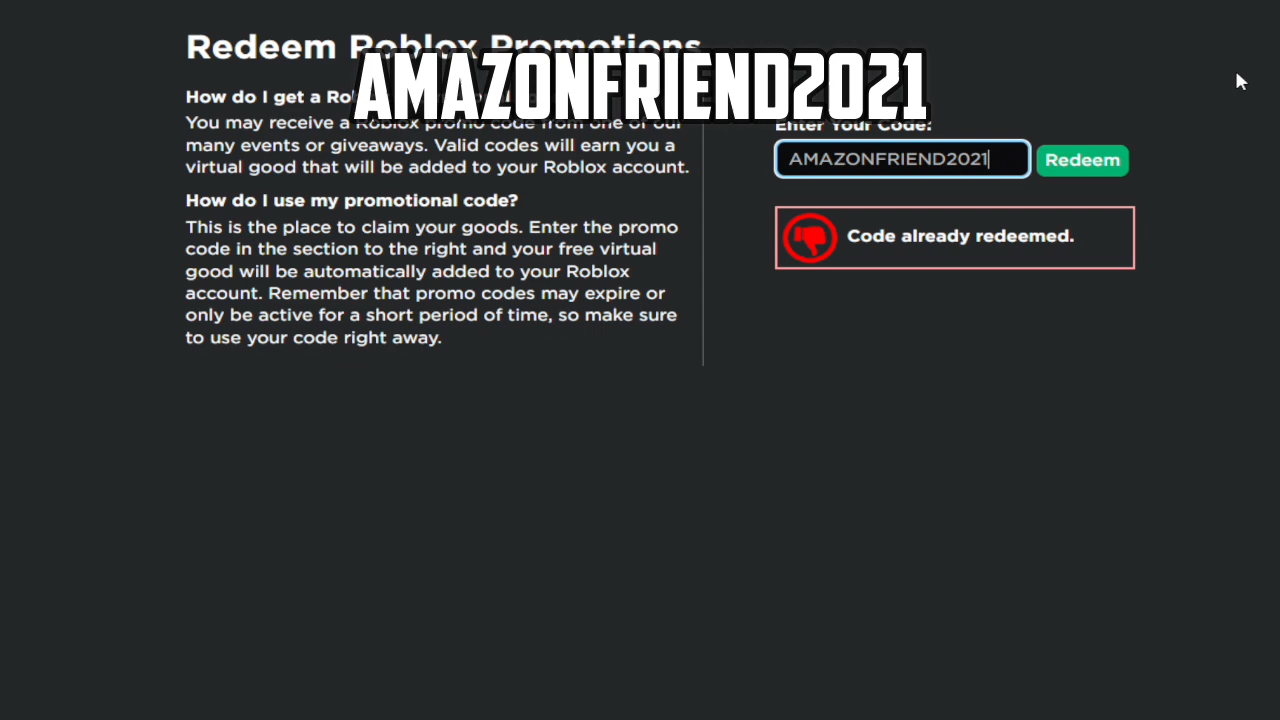 Redeem Roblox Promotions
AMAZONFRIEND2021
How do I get a
You may receive a Roblox promo code from one of our
many events or giveaways. Valid codes will earn you a
virtual good that will be added to your Roblox account.
How do I use my promotional code?
This is the place to claim your goods. Enter the promo
code in the section to the right and your free virtual
good will be automatically added to your Roblox
account. Remember that promo codes may expire or
only be active for a short period of time, so make sure
to use your code right away.
Enter Your Code:
AMAZONFRIEND2021
Redeem
Code already redeemed.